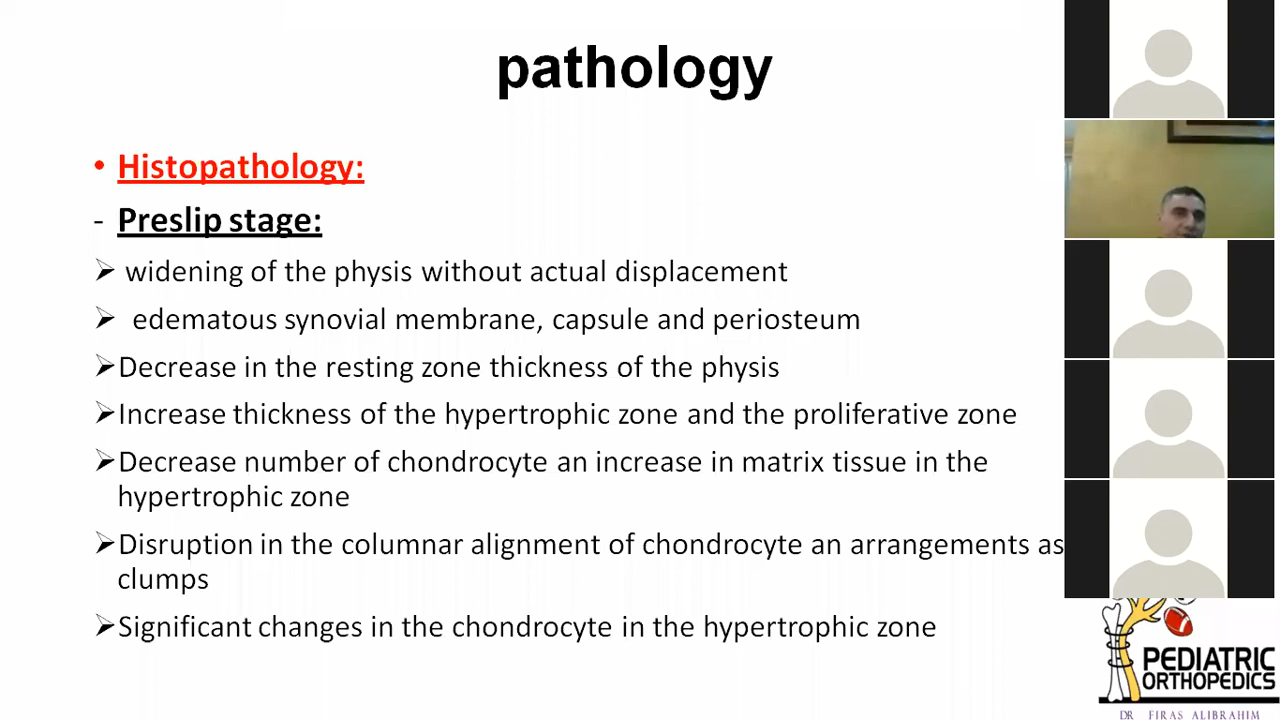 pathology
• Histopathology:
- Preslip stage:
➢ widening of the physis without actual displacement
➢ edematous synovial membrane, capsule and periosteum
➢Decrease in the resting zone thickness of the physis
➢Increase thickness of the hypertrophic zone and the proliferative zone
➢Decrease number of chondrocyte an increase in matrix tissue in the
hypertrophic zone
➢Disruption in the columnar alignment of chondrocyte an arrangements as
clumps
➢Significant changes in the chondrocyte in the hypertrophic zone
PEDIATRIC
ORTHOPEDICS
DR FIRAS ALIBRAHIM